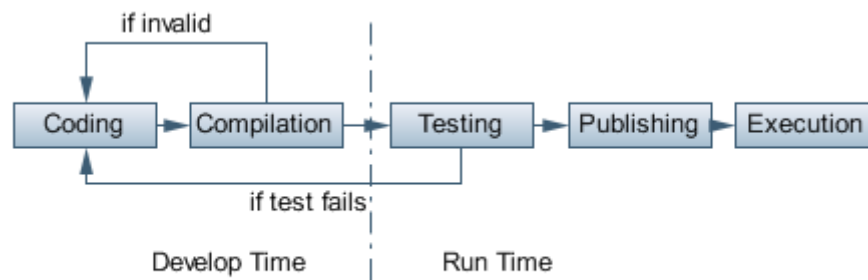 if invalid
Coding
Compilation
Testing
Publishing
Execution
if test fails
Develop Time
Run Time